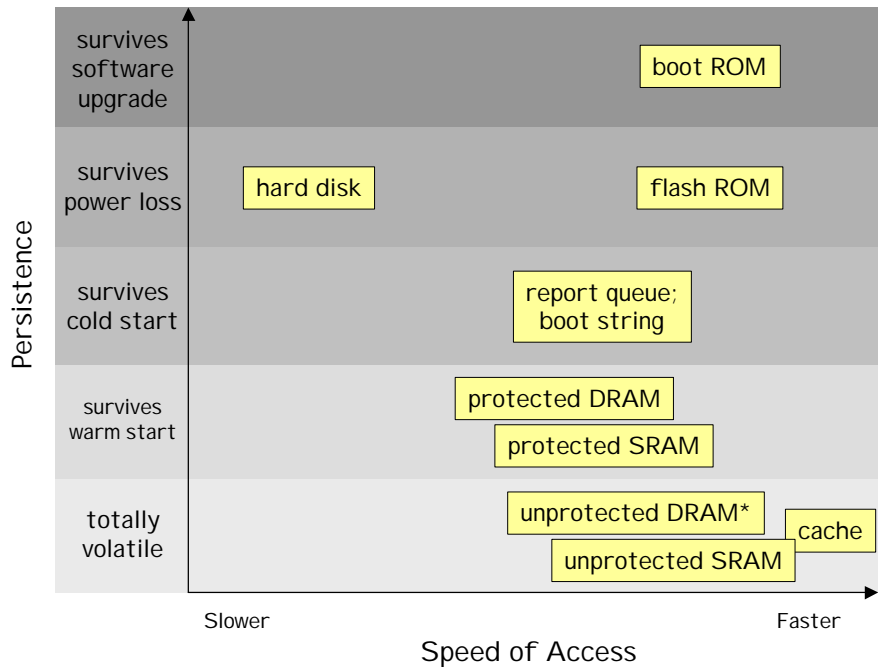 survives
software
upgrade
boot ROM
survives
power loss
hard disk
flash ROM
Persistence
survives
cold start
report queue;
boot string
survives
warm start
protected DRAM
protected SRAM
totally
volatile
unprotected DRAM*
cache
unprotected SRAM
Slower
Faster
Speed of Access